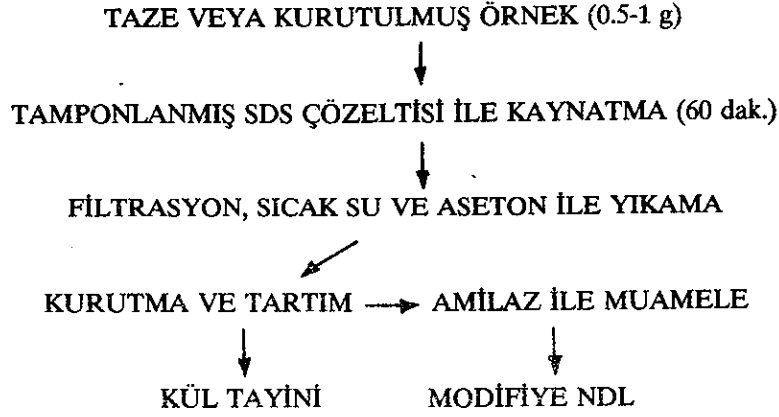 TAZE VEYA KURUTULMUŞ ÖRNEK (0.5-1 g)
TAMPONLANMIŞ SDS ÇÖZELTİSİ İLE KAYNATMA (60 dak.)
FİLTRASYON, SICAK SU VE ASETON İLE YIKAMA
KURUTMA VE TARTIM AMİLAZ İLE MUAMELE
KÜL TAYİNİ MODİFİYE NDL